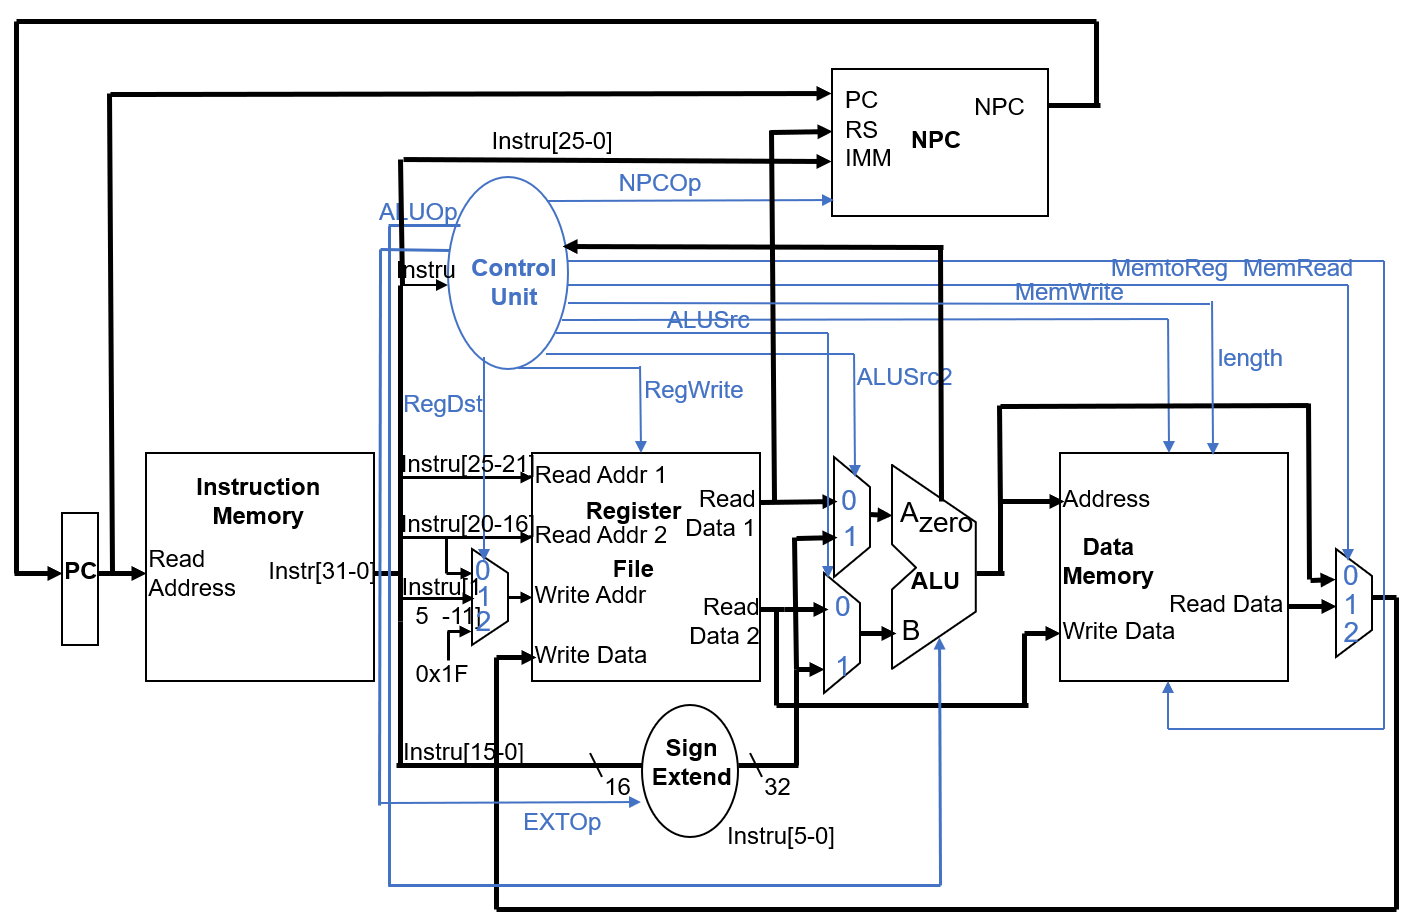 PC
NPC
RS
NPC
IMM
Instru[25-0]
NPCOp
ALUOp
Control
Unit
Instru
MemtoReg
MemRead
MemWrite
ALUSrc
length
ALUSrc2
RegWrite
RegDst
Instruction
Memory
PC
Read
Address
Instr[31-0]
Instru[25-21]
Instru[20-16]
Instru[1
5 -11]
0
1
2
0x1F
Read Addr 1
Register
Read Addr 2
File
Write Addr
Write Data
Read
Data 1
Read
Data 2
0
1
0
1
A
zero
ALU
B
Address
Data
Memory
Read Data
Write Data
0
1
2
Instru[15-0]
16
Sign
Extend
32
EXTOp
Instru[5-0]